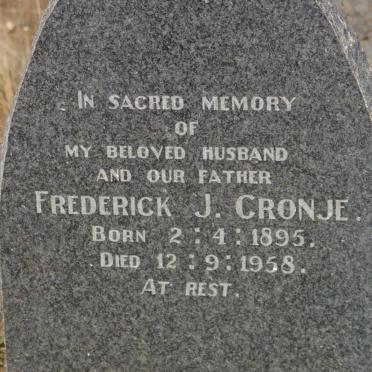 In sacred memory
of
my beloved husband
and our father
Frederick J. Cronje.
Born 2:4:1895.
Died 12:9:1958.
At rest.